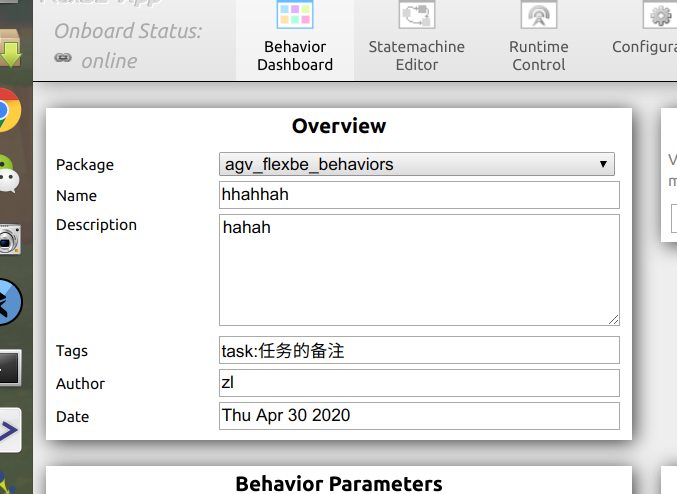 Onboard Status:
online
Behavior
Dashboard
Statemachine
Editor
Runtime
Control
Overview
Package
agv_flexbe_behaviors
Name
hhahhah
Description
hahah
Tags
task:任务的备注
Author
zl
Date
Thu Apr 30 2020
Behavior Parameters